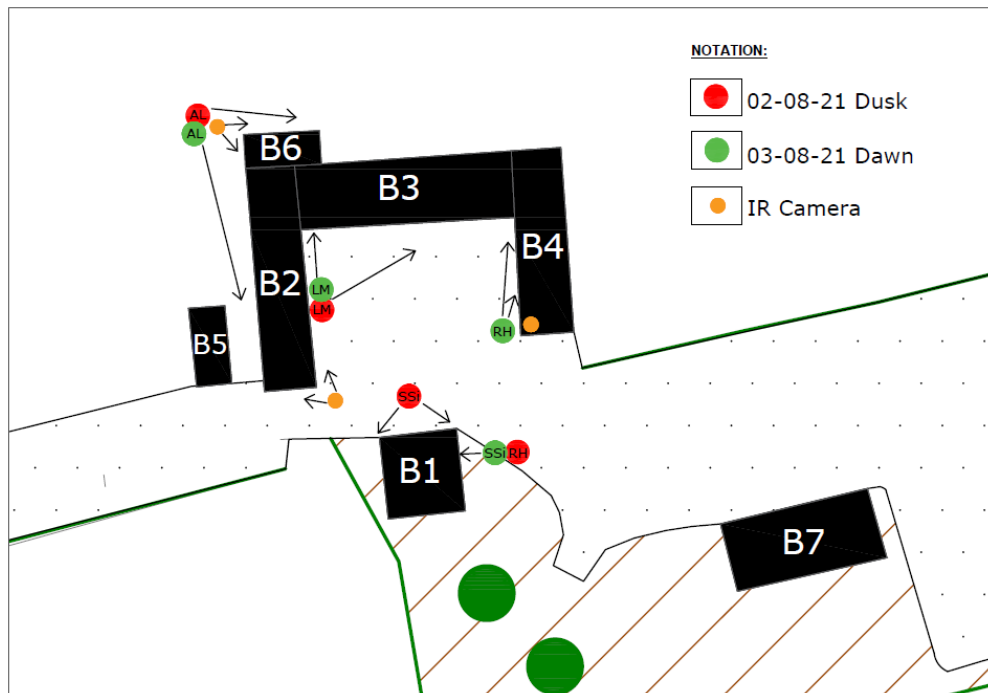 NOTATION:
02-08-21 Dusk
03-08-21 Dawn
IR Camera
AL
AL
B6
B3
B4
B2
LM
LM
RH
B5
SSi
SSi
RH
B1
B7